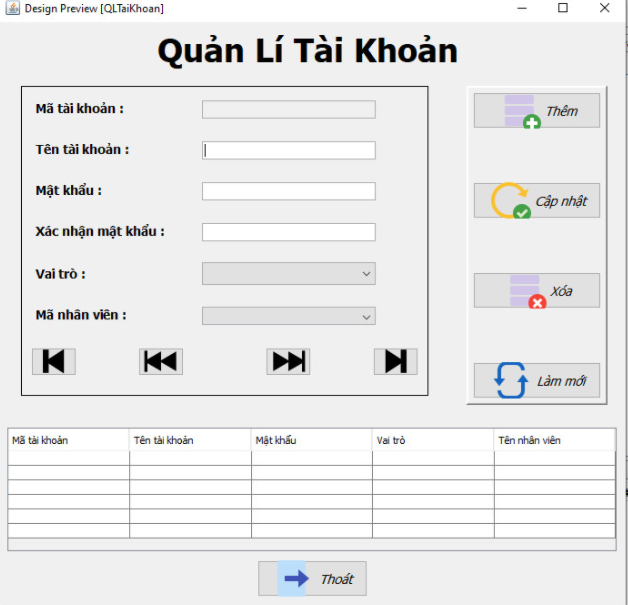 Design Preview [QLTaiKhoan]
Quản Lí Tài Khoản
Mã tài khoản :
Tên tài khoản :
Mật khẩu :
Xác nhận mật khẩu :
Vai trò :
Mã nhân viên :
Thêm
Cập nhật
Xóa
Làm mới
Mã tài khoản Tên tài khoản Mật khẩu Vai trò Tên nhân viên
Thoát